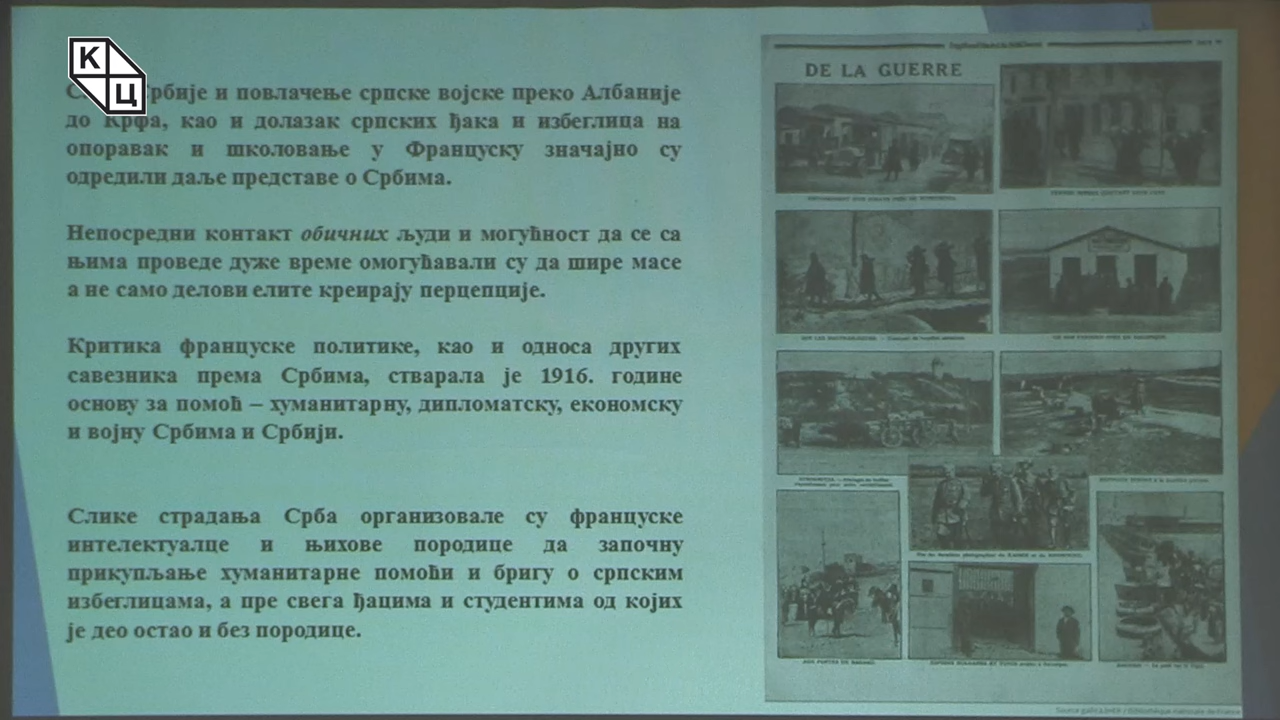 К
Ц
Србије и повлачење српске војске преко Албаније
до Крфа, као и долазак српских ђака и избеглица на
опоравак и школовање у Француску значајно су
одредили даље представе о Србима.
Непосредни контакт обичних људи и могућност да се са
њима проведе дуже време омогућавали су да шире масе
а не само делови елите креирају перцепције.
Критика француске политике, као и односа других
савезника према Србима, стварала је 1916. године
основу за помоћ – хуманитарну, дипломатску, економску
и војну Србима и Србији.
Слике страдања Срба организовале су француске
интелектуалце и њихове породице да започну
прикупљање хуманитарне помоћи и бригу о српским
избеглицама, а пре свега ђацима и студентима од којих
је део остао и без породице.
DE LA GUERRE